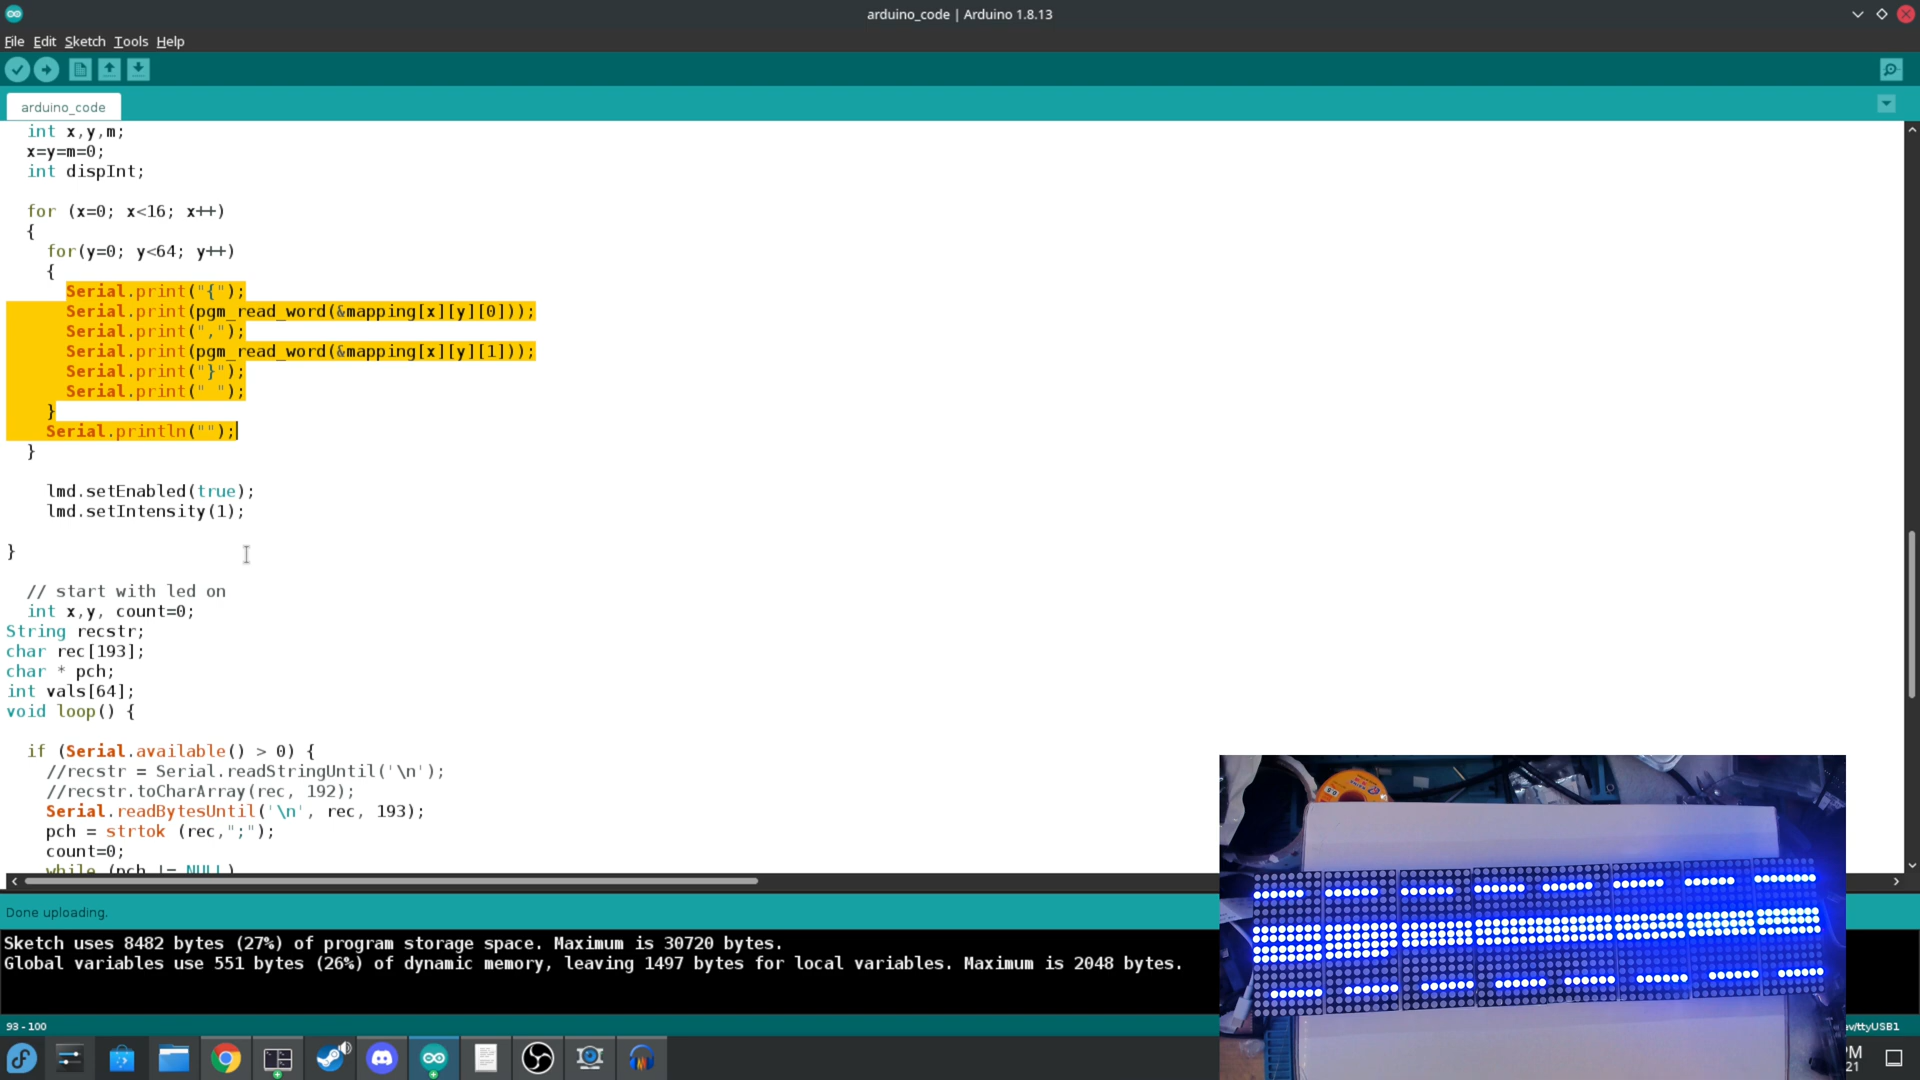 arduino_code | Arduino 1.8.13
File Edit Sketch Tools Help
arduino_code
int x,y,m;
x=y=m=0;
int dispInt;
for (x=0; x<16; x++)
{
for(y=0; y<64; y++)
{
Serial.print("{");
Serial.print(pgm_read_word(&mapping[x][y][0]));
Serial.print(",");
Serial.print(pgm_read_word(&mapping[x][y][1]));
Serial.print("}");
Serial.print(" ");
}
Serial.println("");
}
lmd.setEnabled(true);
lmd.setIntensity(1);
}
// start with led on
int x,y, count=0;
String recstr;
char rec[193];
char * pch;
int vals[64];
void loop() {
if (Serial.available() > 0) {
//recstr = Serial.readStringUntil('\n');
//recstr.toCharArray(rec, 192);
Serial.readBytesUntil('\n', rec, 193);
pch = strtok (rec,";");
count=0;
while (pch != NULL)
Done uploading.
Sketch uses 8482 bytes (27%) of program storage space. Maximum is 30720 bytes.
Global variables use 551 bytes (26%) of dynamic memory, leaving 1497 bytes for local variables. Maximum is 2048 bytes.
93 - 100
/ttyUSB1
PM
21